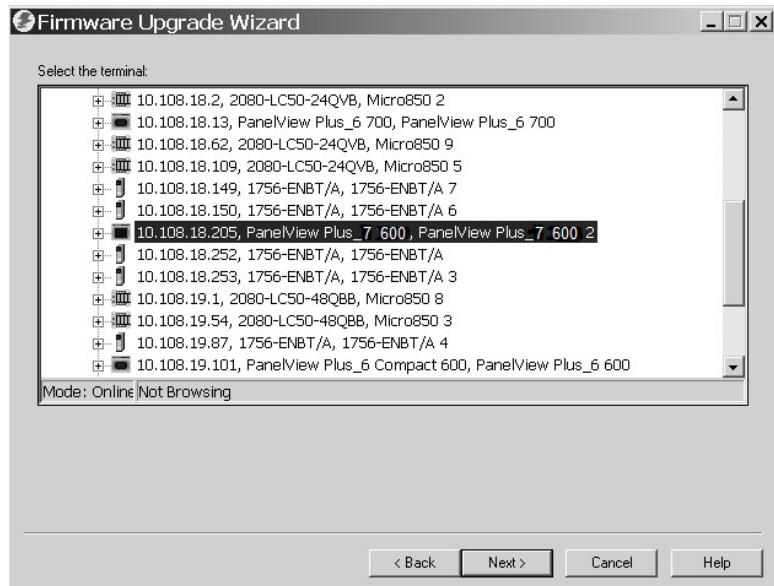 Firmware Upgrade Wizard
Select the terminal:
10.108.18.2, 2080-LC50-24QVB, Micro850 2
10.108.18.13, PanelView Plus_6 700, PanelView Plus_6 700
10.108.18.62, 2080-LC50-24QVB, Micro850 9
10.108.18.109, 2080-LC50-24QVB, Micro850 5
10.108.18.149, 1756-ENBT/A, 1756-ENBT/A 7
10.108.18.150, 1756-ENBT/A, 1756-ENBT/A 6
10.108.18.205, PanelView Plus_7 600, PanelView Plus_7 600 2
10.108.18.252, 1756-ENBT/A, 1756-ENBT/A
10.108.18.253, 1756-ENBT/A, 1756-ENBT/A 3
10.108.19.1, 2080-LC50-48QBB, Micro850 8
10.108.19.54, 2080-LC50-48QBB, Micro850 3
10.108.19.87, 1756-ENBT/A, 1756-ENBT/A 4
10.108.19.101, PanelView Plus_6 Compact 600, PanelView Plus_6 600
Mode: Online Not Browsing
< Back Next > Cancel Help